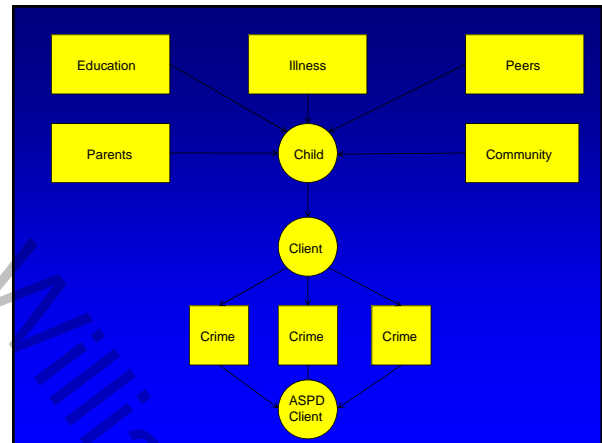 Education Illness Peers
Parents Child Community
Client
Crime Crime Crime
ASPD
Client